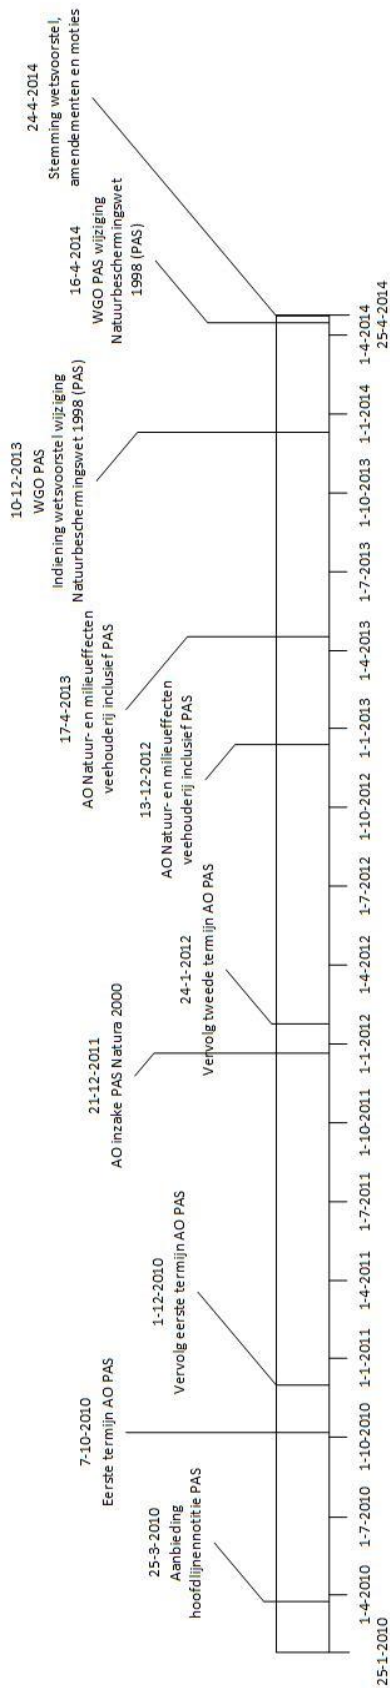 25-3-2010
Aanbieding
hoofdlijnennotitie PAS
7-10-2010
Eerste termijn AO PAS
1-12-2010
Vervolg eerste termijn AO PAS
21-12-2011
AO inzake PAS Natura 2000
24-1-2012
Vervolg tweede termijn AO PAS
13-12-2012
AO Natuur- en milieueffecten
veehouderij inclusief PAS
17-4-2013
AO Natuur- en milieueffecten
veehouderij inclusief PAS
10-12-2013
WGO PAS
Indiening wetsvoorstel wijziging
Natuurbeschermingswet 1998 (PAS)
16-4-2014
WGO PAS wijziging
Natuurbeschermingswet
1998 (PAS)
24-4-2014
Stemming wetsvoorstel,
amendementen en moties
1-4-2010
1-7-2010
1-10-2010
1-1-2011
1-4-2011
1-7-2011
1-10-2011
1-1-2012
1-4-2012
1-7-2012
1-10-2012
1-1-2013
1-4-2013
1-7-2013
1-10-2013
1-1-2014
1-4-2014
25-1-2010
25-4-2014